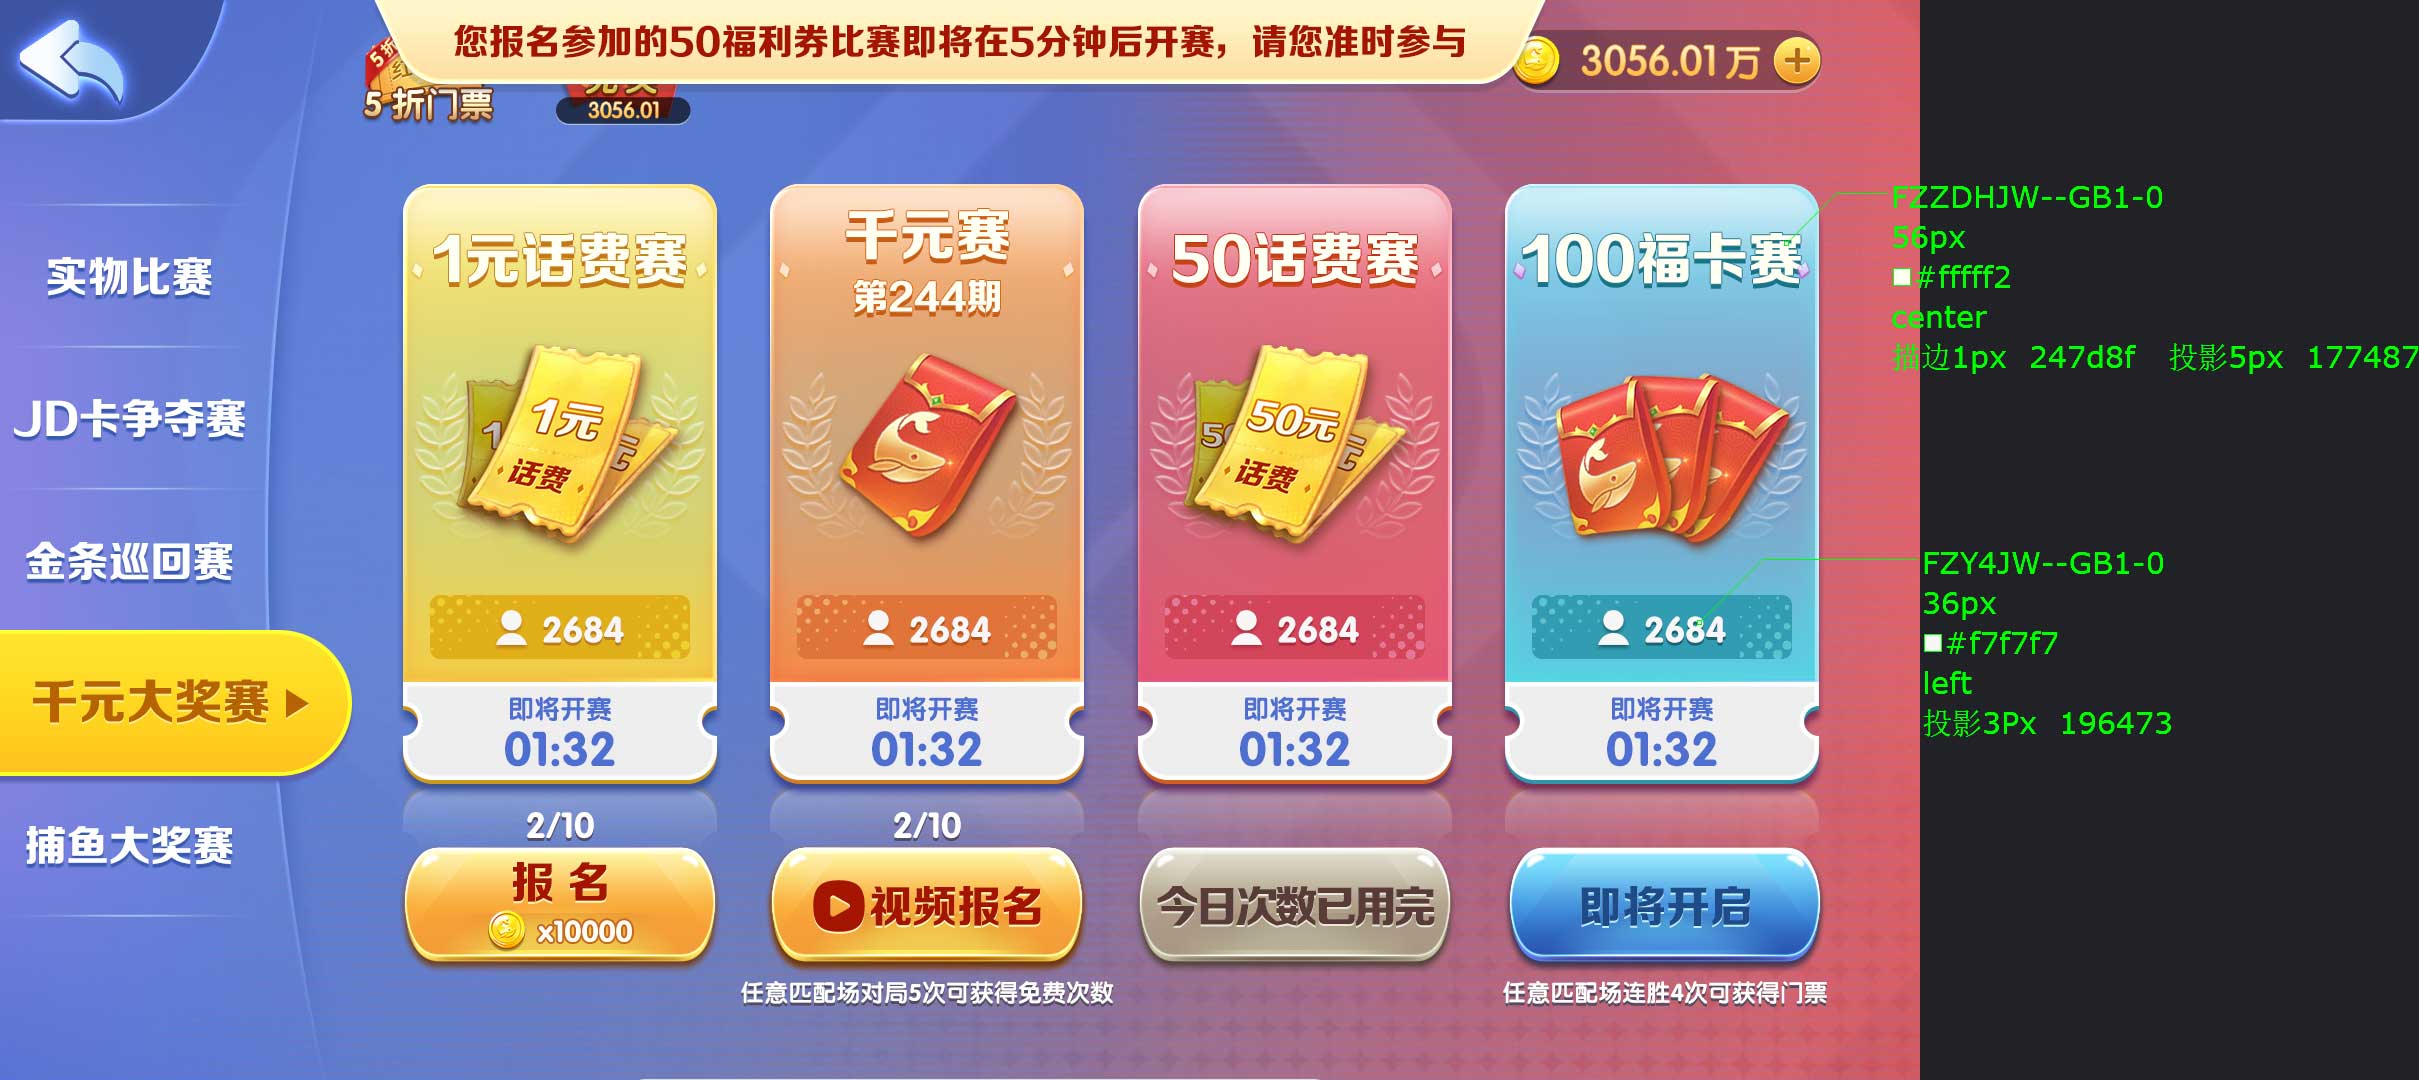 您报名参加的50福利券比赛即将在5分钟后开赛，请您准时参与
5折
5 折门票
3056.01
3056.01万
实物比赛
JD卡争夺赛
金条巡回赛
千元大奖赛
捕鱼大奖赛
1元话费赛
1元
话费
2684
即将开赛
01:32
2/10
报 名
x10000
千元赛
第244期
2684
即将开赛
01:32
2/10
视频报名
任意匹配场对局5次可获得免费次数
50话费赛
50元
话费
2684
即将开赛
01:32
今日次数已用完
100福卡赛
2684
即将开赛
01:32
即将开启
任意匹配场连胜4次可获得门票
FZZDHJW--GB1-0
56px
#fffff2
center
描边1px 247d8f 投影5px 177487
FZY4JW--GB1-0
36px
#f7f7f7
left
投影3Px 196473